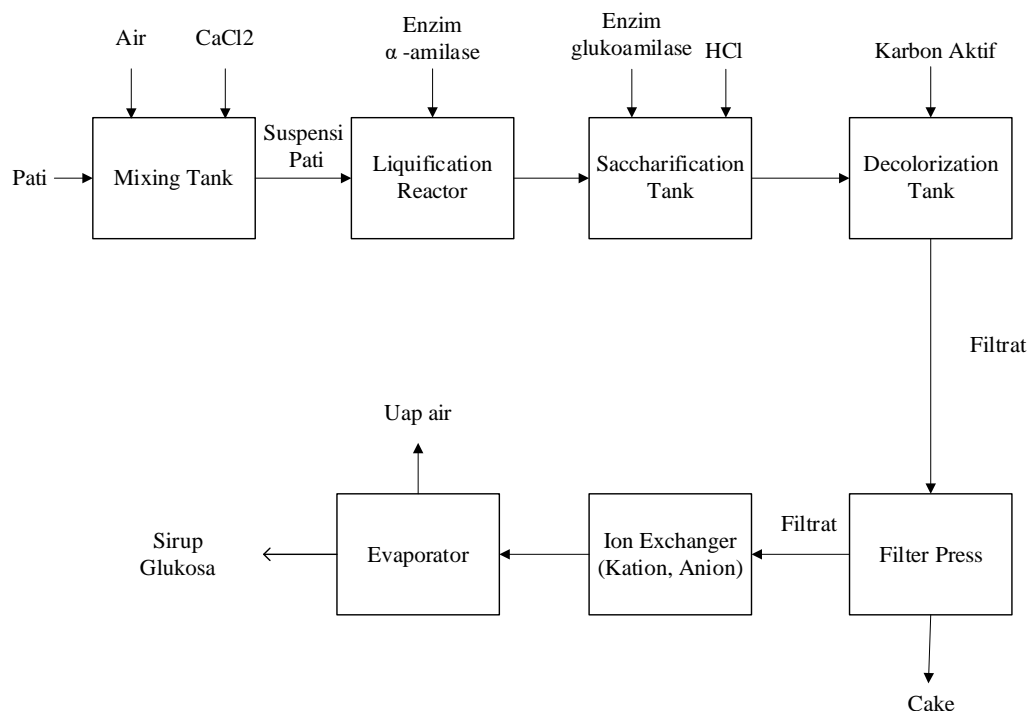 Air
CaCl2
Enzim
α -amilase
Enzim
glukoamilase
HCl
Karbon Aktif
Pati
Mixing Tank
Suspensi
Pati
Liquification
Reactor
Saccharification
Tank
Decolorization
Tank
Filtrat
Uap air
Sirup
Glukosa
Evaporator
Ion Exchanger
(Kation, Anion)
Filtrat
Filter Press
Cake